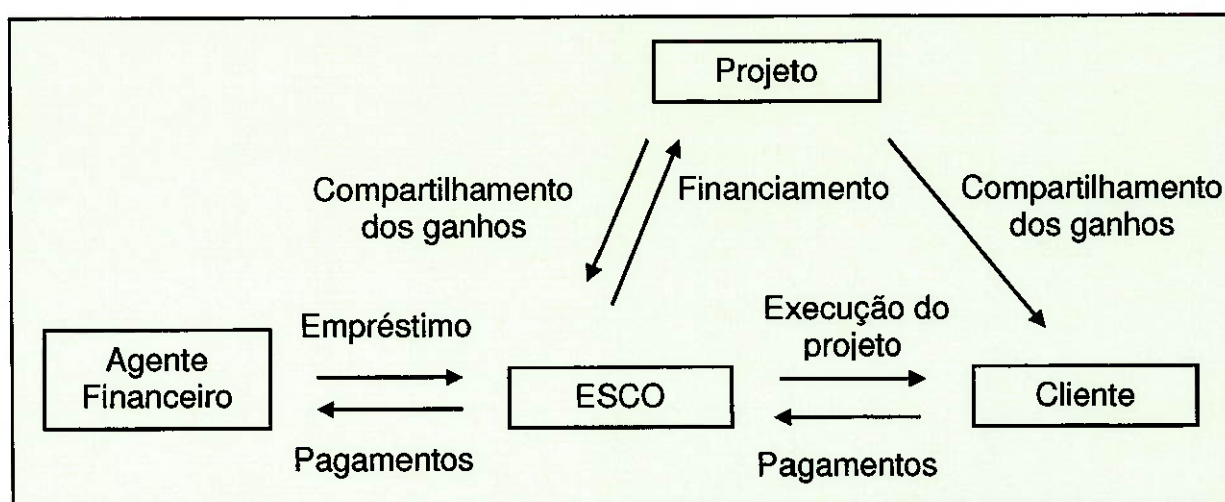 Projeto
Compartilhamento
dos ganhos
Financiamento
Compartilhamento
dos ganhos
Agente
Financeiro
Empréstimo
Pagamentos
ESCO
Execução do
projeto
Pagamentos
Cliente